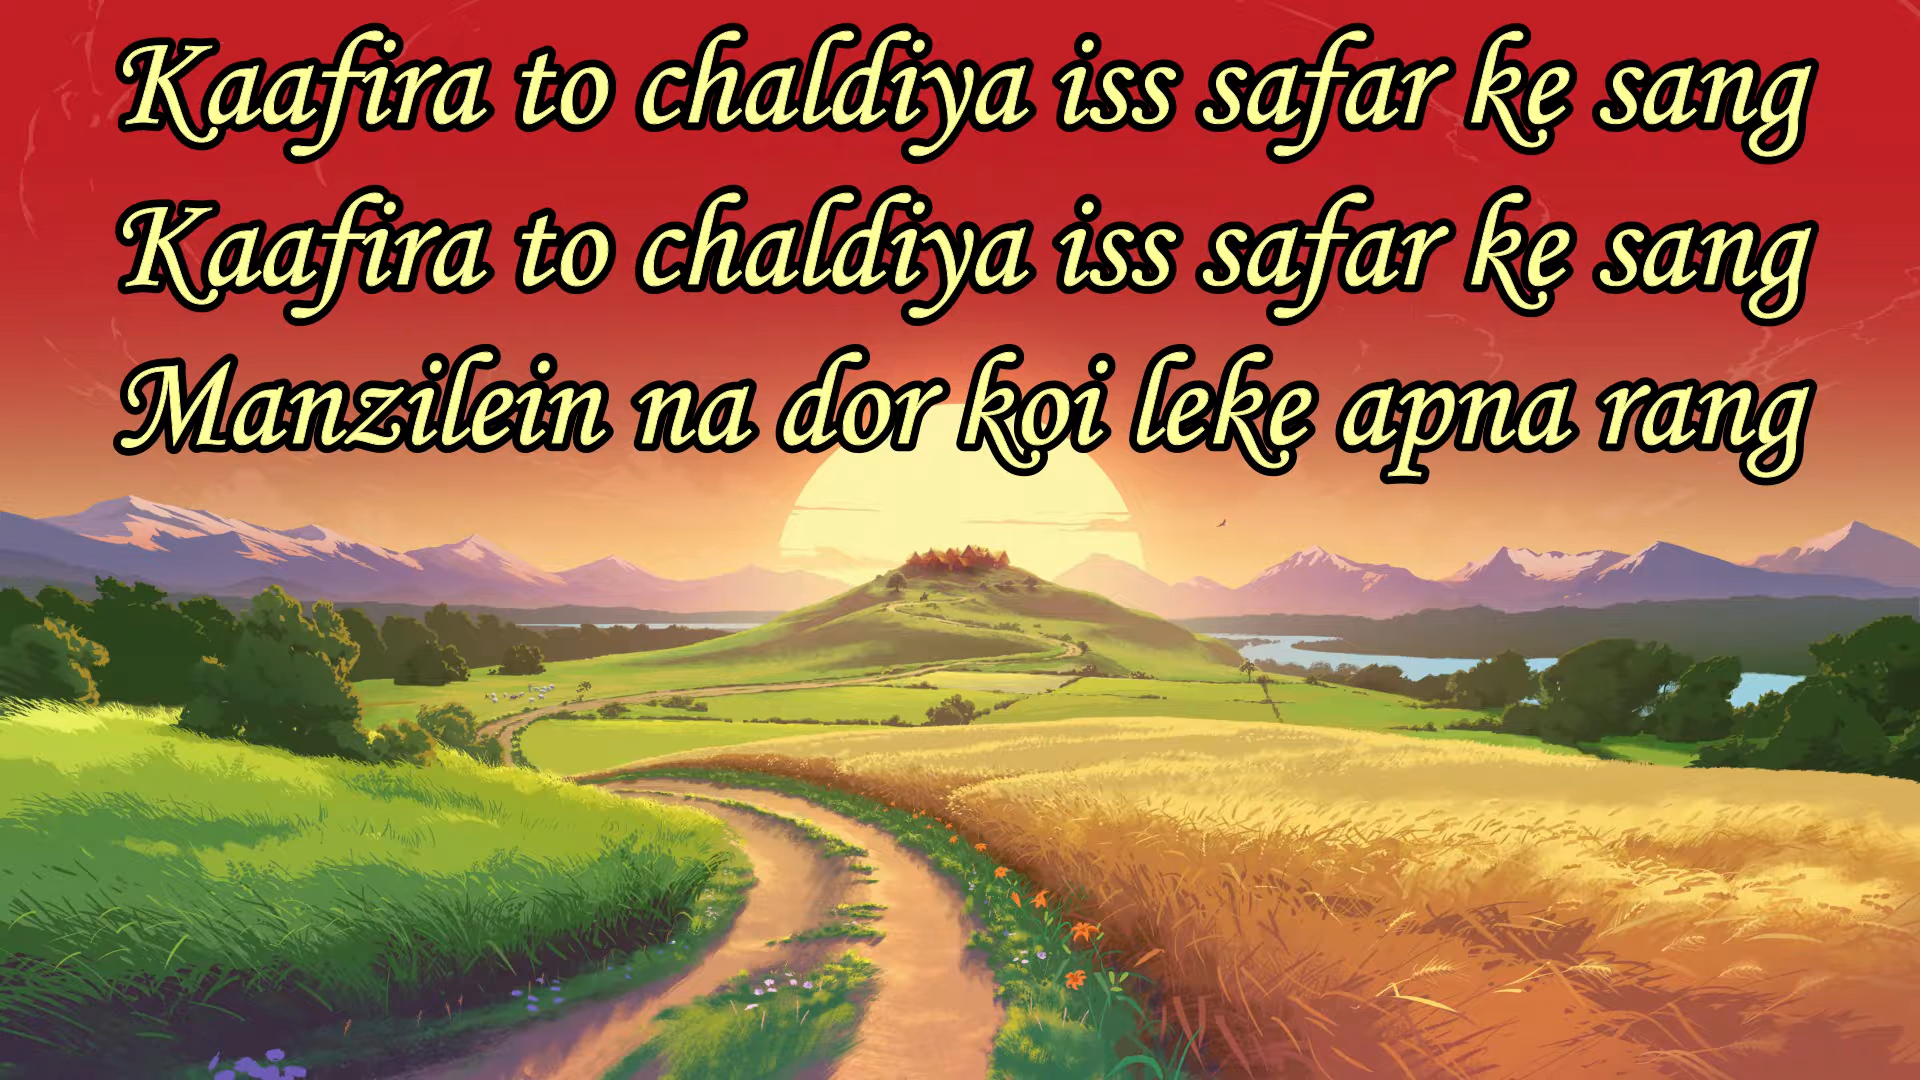 Kaafira to chaldiya iss safar ke sang
Kaafira to chaldiya iss safar ke sang
Manzilein na dor koi leke apna rang